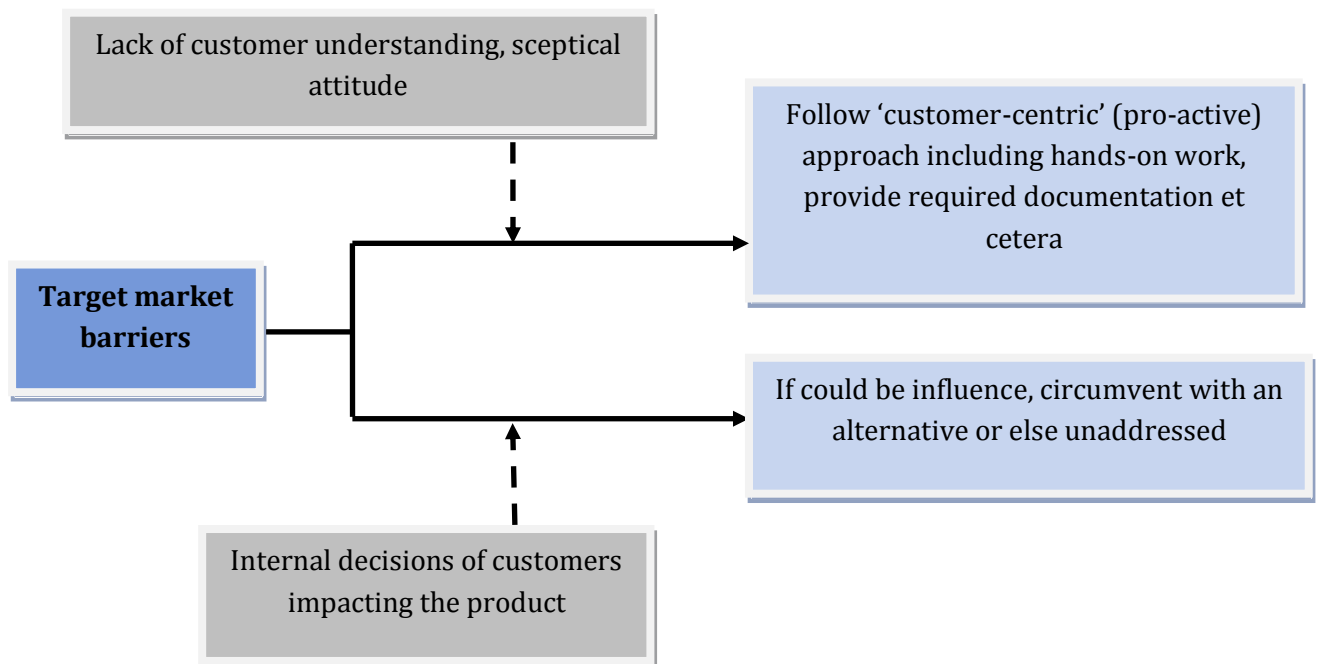 Lack of customer understanding, sceptical
attitude
Follow ‘customer-centric’ (pro-active)
approach including hands-on work,
provide required documentation et
cetera
Target market
barriers
If could be influence, circumvent with an
alternative or else unaddressed
Internal decisions of customers
impacting the product